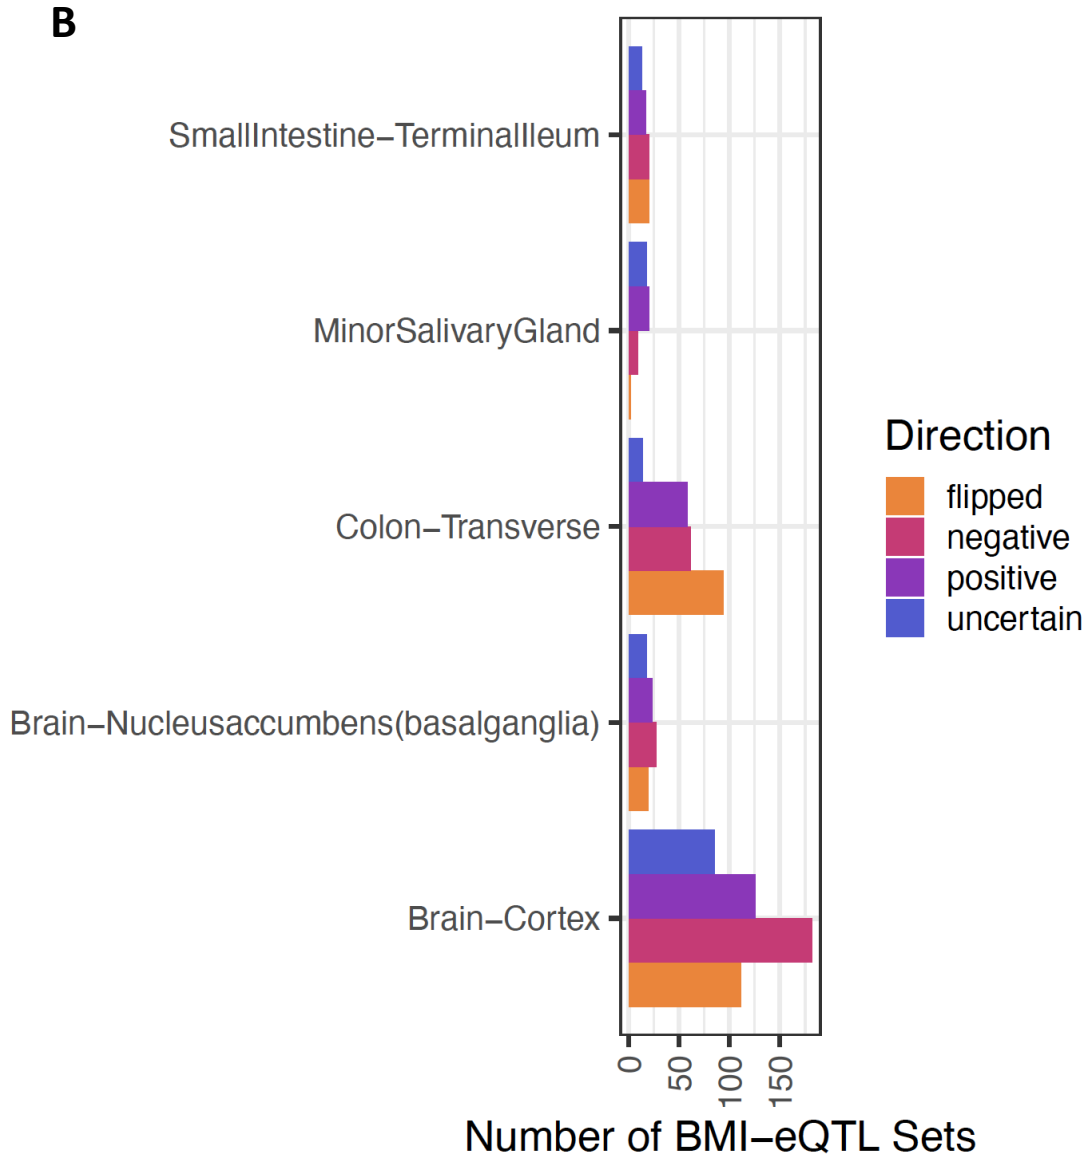 B
SmallIntestine−TerminalIleum
MinorSalivaryGland
Colon−Transverse
Brain−Nucleusaccumbens(basalganglia)
Brain−Cortex
0
50
100
150
Number of BMI−eQTL Sets
Direction
flipped
negative
positive
uncertain